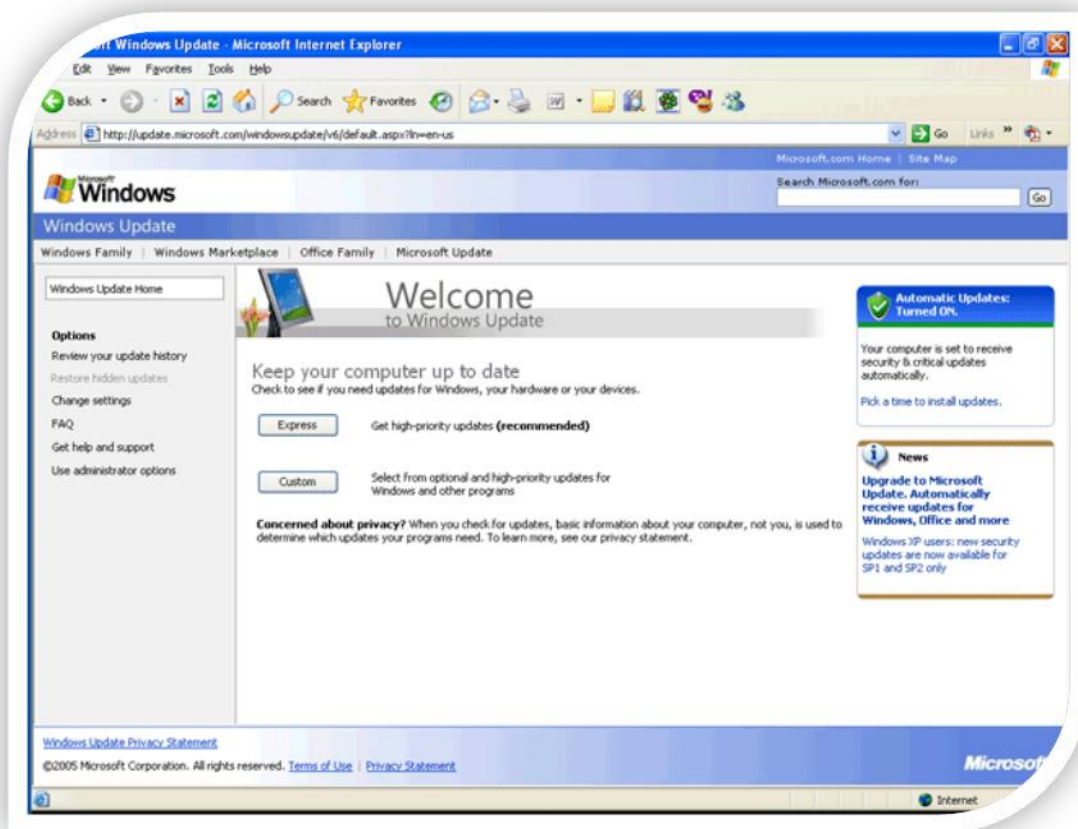 Windows Update - Microsoft Internet Explorer
Edit View Favorites Tools Help
Back Search Favorites
Address http://update.microsoft.com/windowsupdate/v6/default.aspx?ln=en-us Go Links »
Microsoft.com Home | Site Map
Microsoft
Windows
Search Microsoft.com for:
Go
Windows Update
Windows Family | Windows Marketplace | Office Family | Microsoft Update
Windows Update Home
Options
Review your update history
Restore hidden updates
Change settings
FAQ
Get help and support
Use administrator options
Welcome
to Windows Update
Keep your computer up to date
Check to see if you need updates for Windows, your hardware or your devices.
Express Get high-priority updates (recommended)
Custom Select from optional and high-priority updates for
Windows and other programs
Concerned about privacy? When you check for updates, basic information about your computer, not you, is used to
determine which updates your programs need. To learn more, see our privacy statement.
Automatic Updates:
Turned ON.
Your computer is set to receive
security & critical updates
automatically.
Pick a time to install updates.
News
Upgrade to Microsoft
Update. Automatically
receive updates for
Windows, Office and more
Windows XP users: new security
updates are now available for
SP1 and SP2 only
Windows Update Privacy Statement
©2005 Microsoft Corporation. All rights reserved. Terms of Use | Privacy Statement
Microsoft
Internet